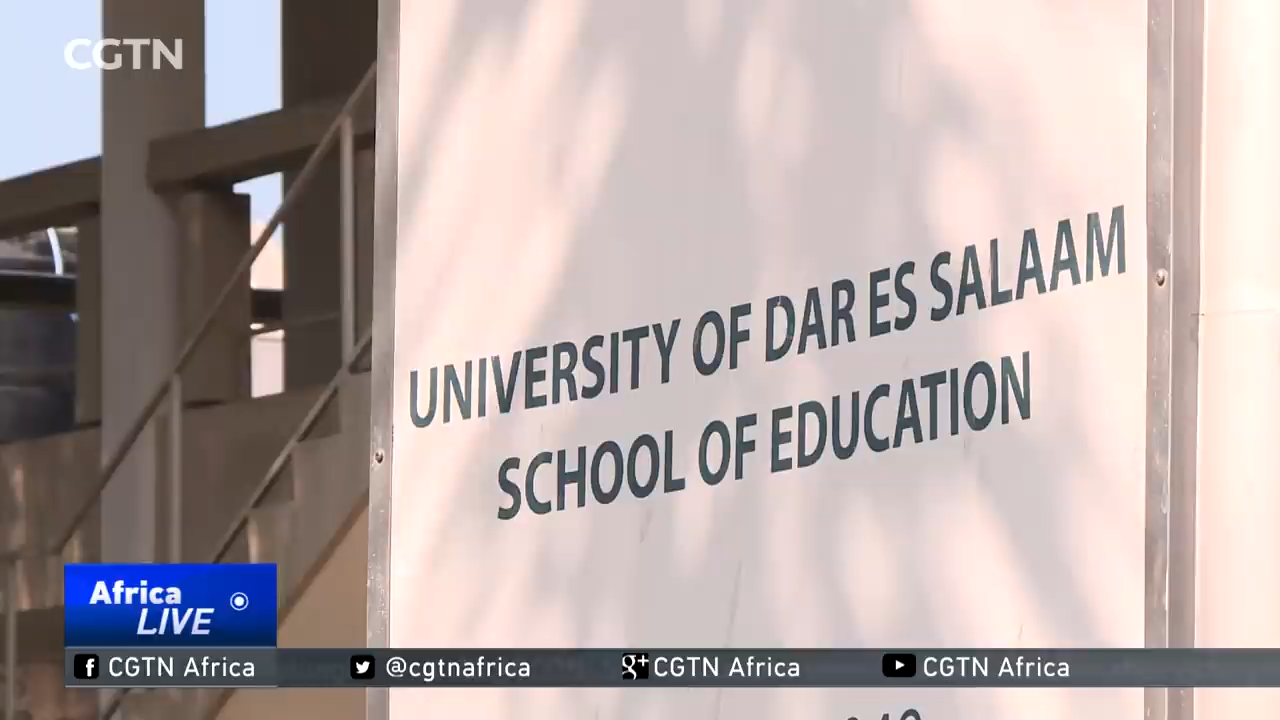 CGTN
UNIVERSITY OF DAR ES SALAAM
SCHOOL OF EDUCATION
Africa
LIVE
CGTN Africa
@cgtnafrica
CGTN Africa
CGTN Africa